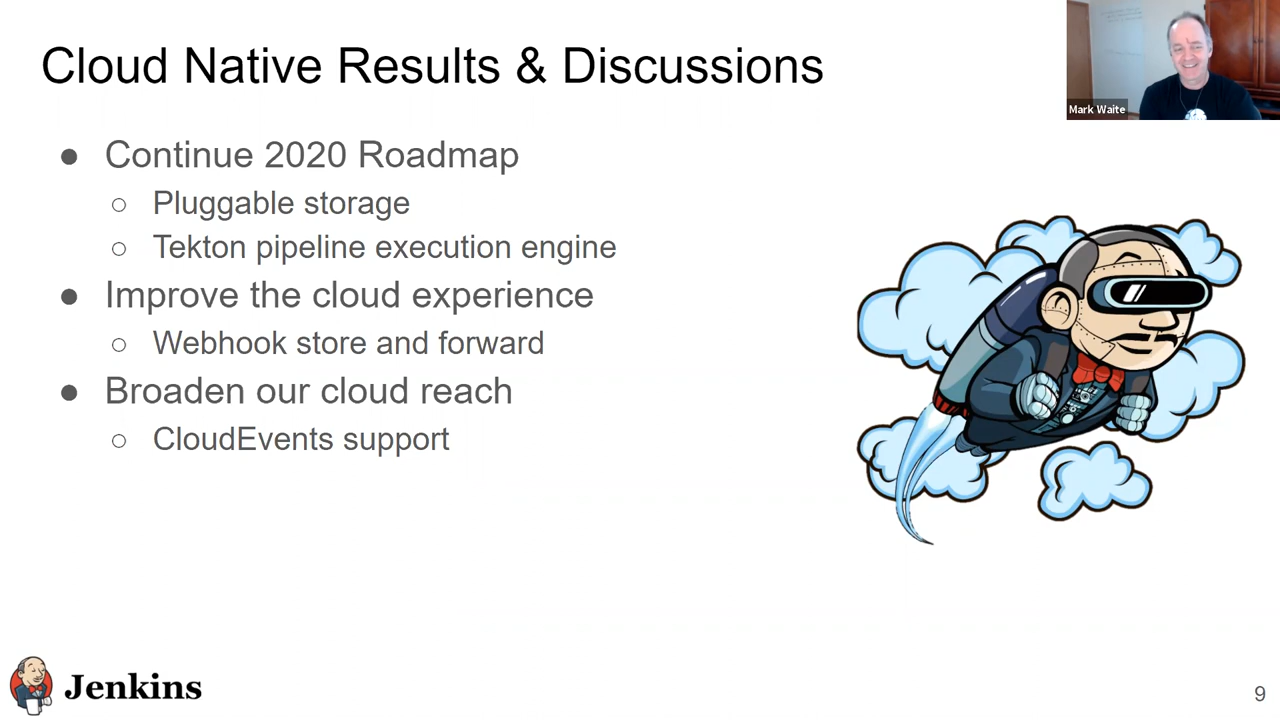 Cloud Native Results & Discussions
Mark Waite
● Continue 2020 Roadmap
○ Pluggable storage
○ Tekton pipeline execution engine
● Improve the cloud experience
○ Webhook store and forward
● Broaden our cloud reach
○ CloudEvents support
Jenkins
9